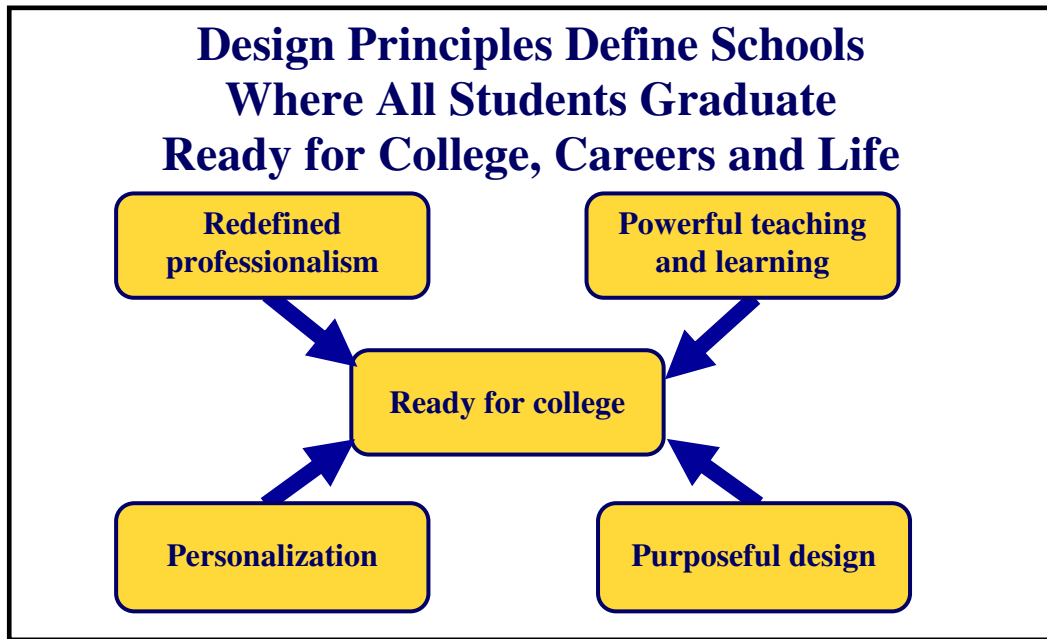 Design Principles Define Schools
Where All Students Graduate
Ready for College, Careers and Life
Redefined
professionalism
Powerful teaching
and learning
Ready for college
Personalization
Purposeful design